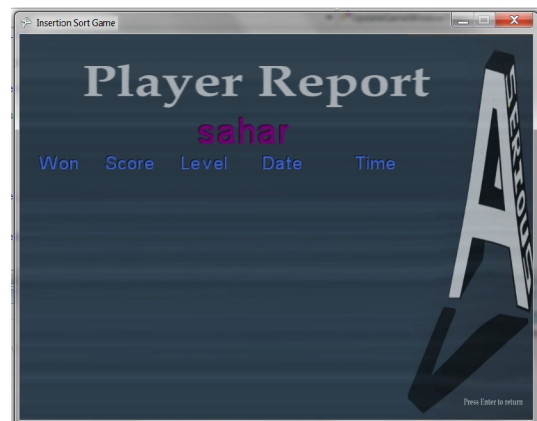 Insertion Sort Game
Player Report
sahar
Won Score Level Date Time
A
SERIOUS
Press Enter to return